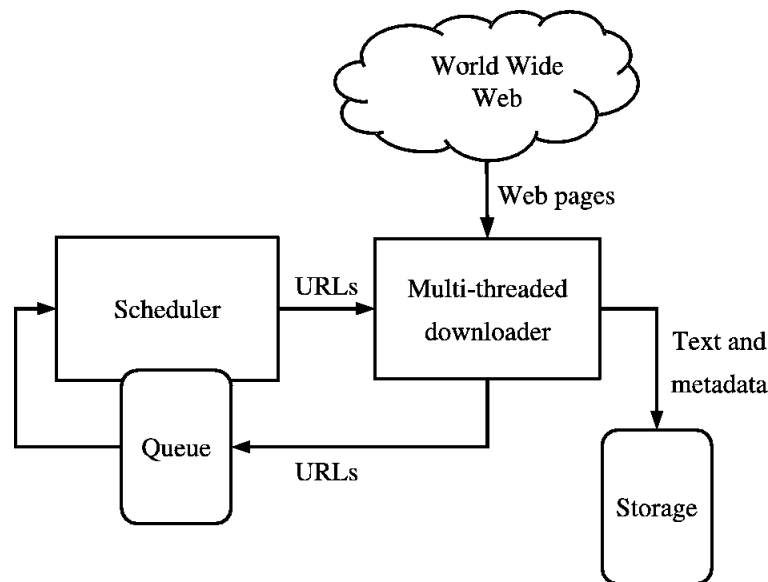 World Wide
Web
Web pages
Scheduler
URLs
Multi-threaded
downloader
Text and
metadata
Queue
URLs
Storage